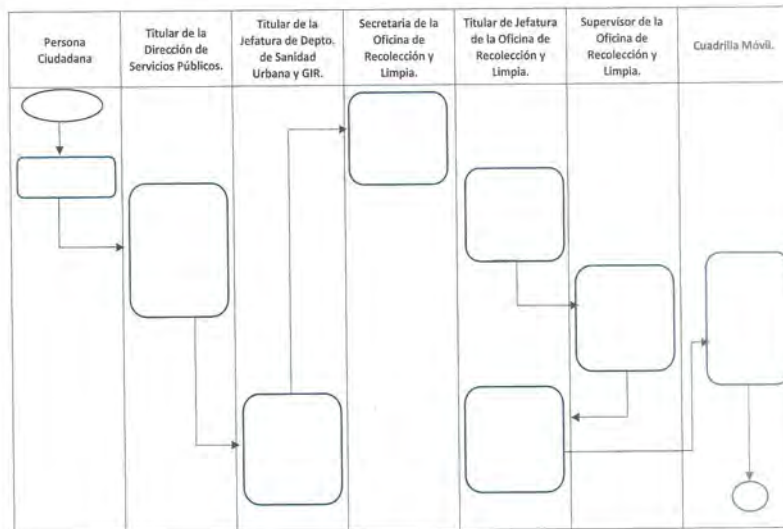 Persona
Ciudadana
Titular de la
Dirección de
Servicios Públicos.
Titular de la
Jefatura de Depto.
de Sanidad
Urbana y GIR.
Secretaria de la
Oficina de
Recolección y
Limpia.
Titular de Jefatura
de la Oficina de
Recolección y
Limpia.
Supervisor de la
Oficina de
Recolección y
Limpia.
Cuadrilla Móvil.